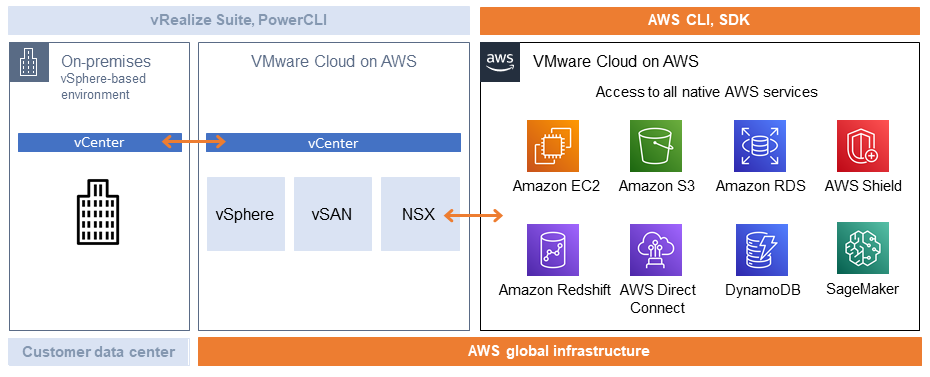 vRealize Suite, PowerCLI
AWS CLI, SDK
On-premises
vSphere-based
environment
vCenter
VMware Cloud on AWS
vCenter
vSphere
vSAN
NSX
aws
VMware Cloud on AWS
Access to all native AWS services
Amazon EC2
Amazon S3
Amazon RDS
AWS Shield
Amazon Redshift
AWS Direct
Connect
DynamoDB
SageMaker
Customer data center
AWS global infrastructure